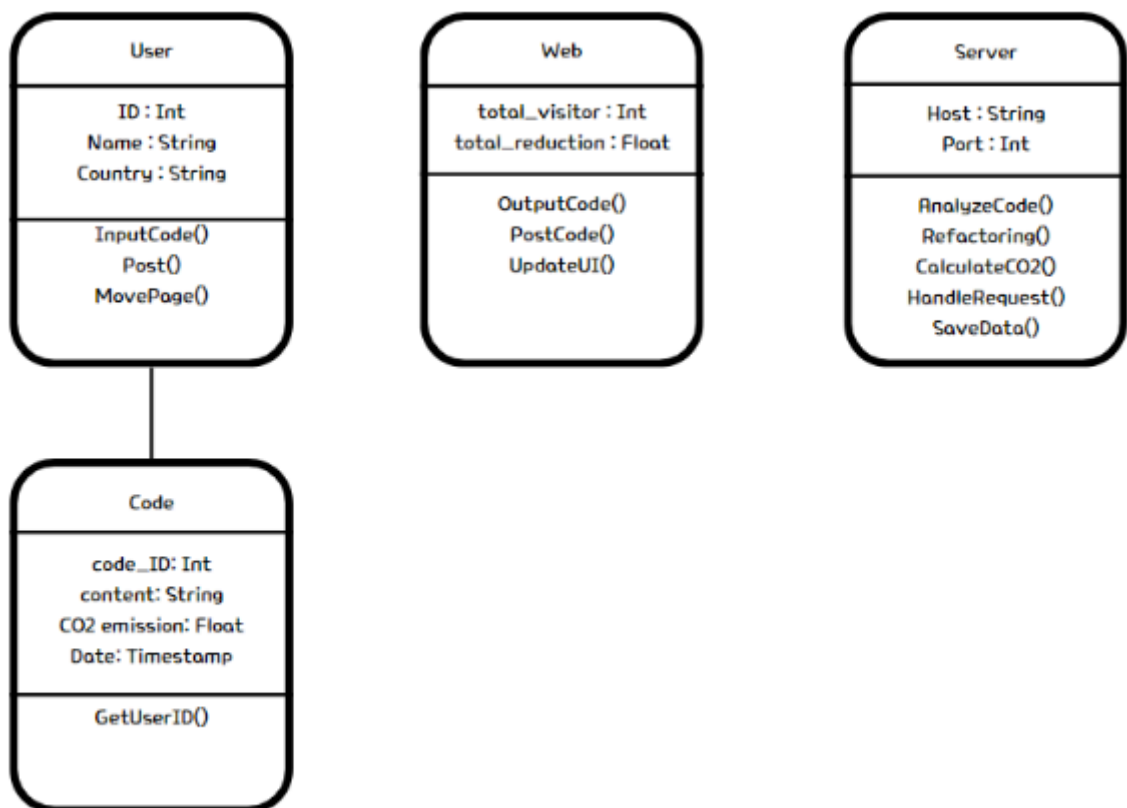 User
ID : Int
Name : String
Country : String
InputCode()
Post()
MovePage()
Web
total_visitor : Int
total_reduction : Float
OutputCode()
PostCode()
UpdateUI()
Server
Host : String
Port : Int
AnalyzeCode()
Refactoring()
CalculateCO2()
HandleRequest()
SaveData()
Code
code_ID: Int
content: String
CO2 emission: Float
Date: Timestamp
GetUserID()